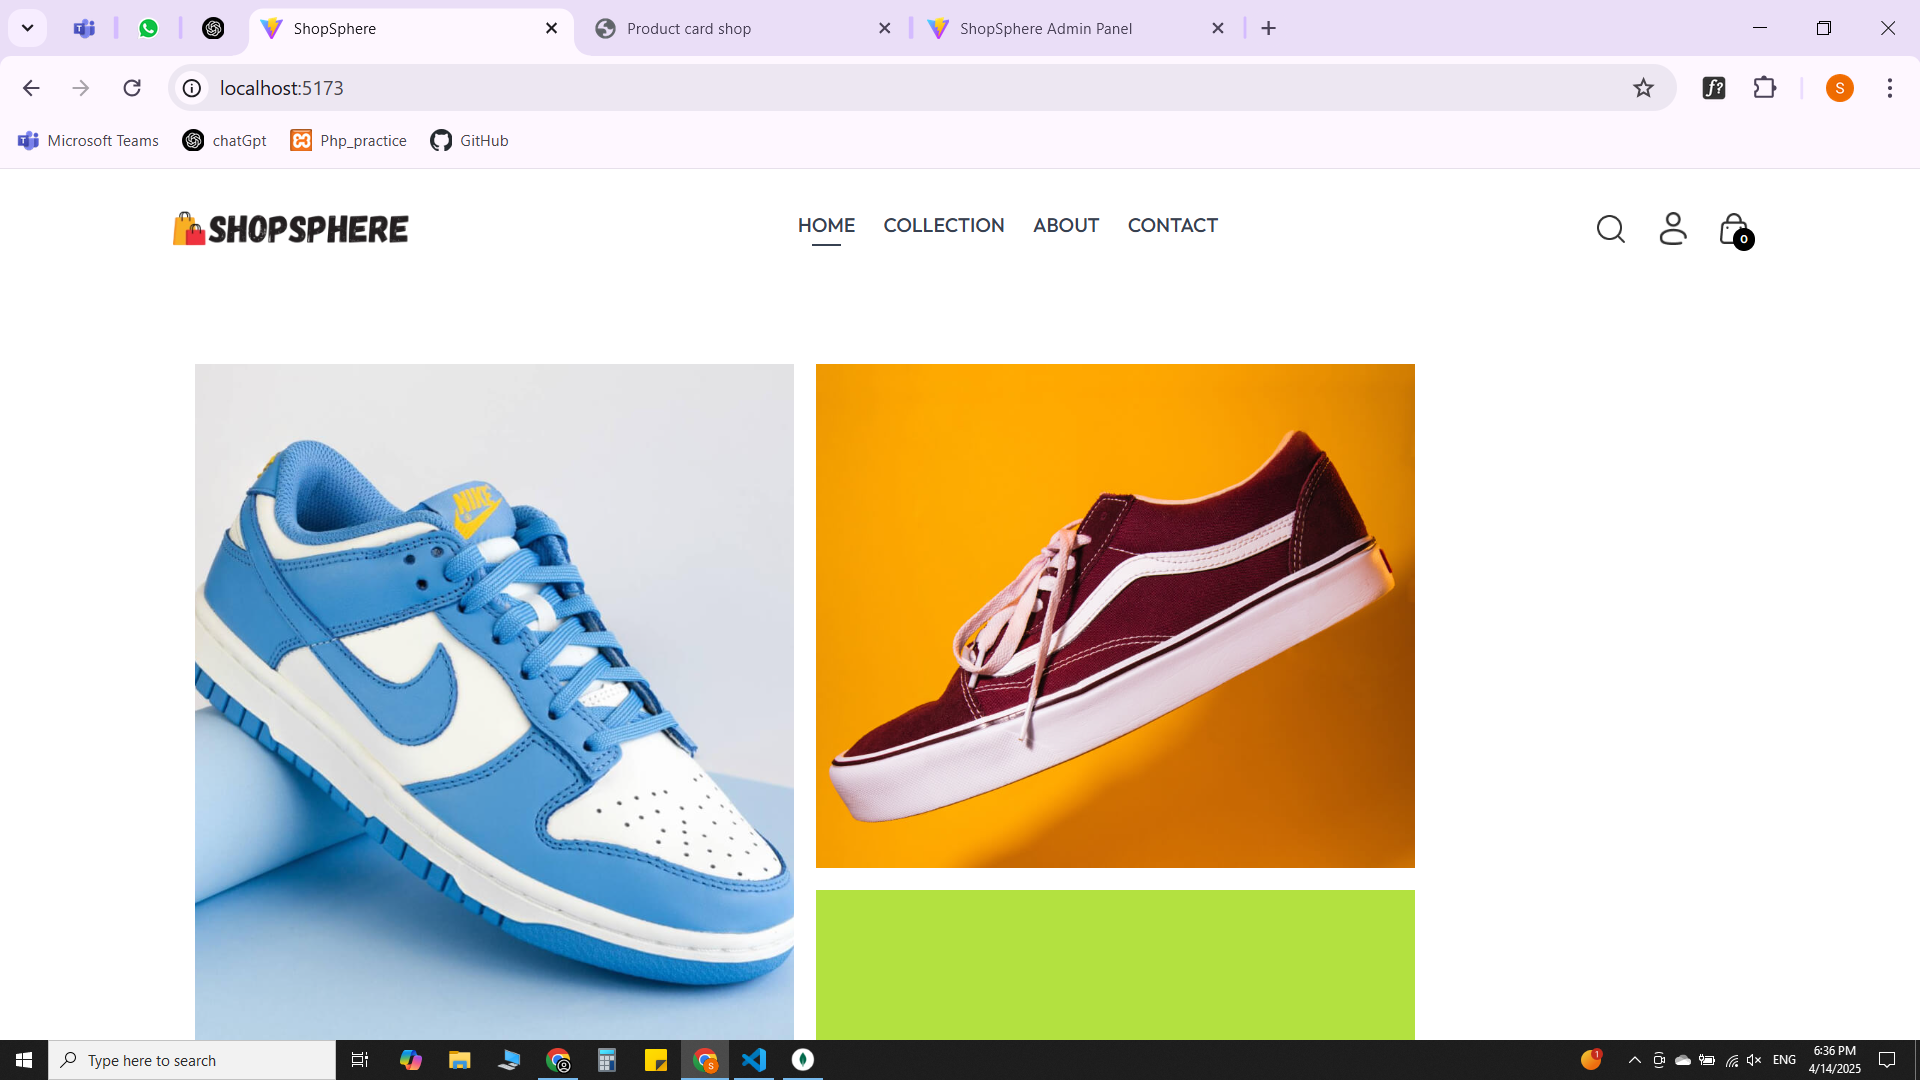 ShopSphere
Product card shop
ShopSphere Admin Panel
localhost:5173
f?
S
Microsoft Teams
chatGpt
Php_practice
GitHub
SHOPSPHERE
HOME
COLLECTION
ABOUT
CONTACT
0
NIKE
Type here to search
S
1
ENG
6:36 PM
4/14/2025